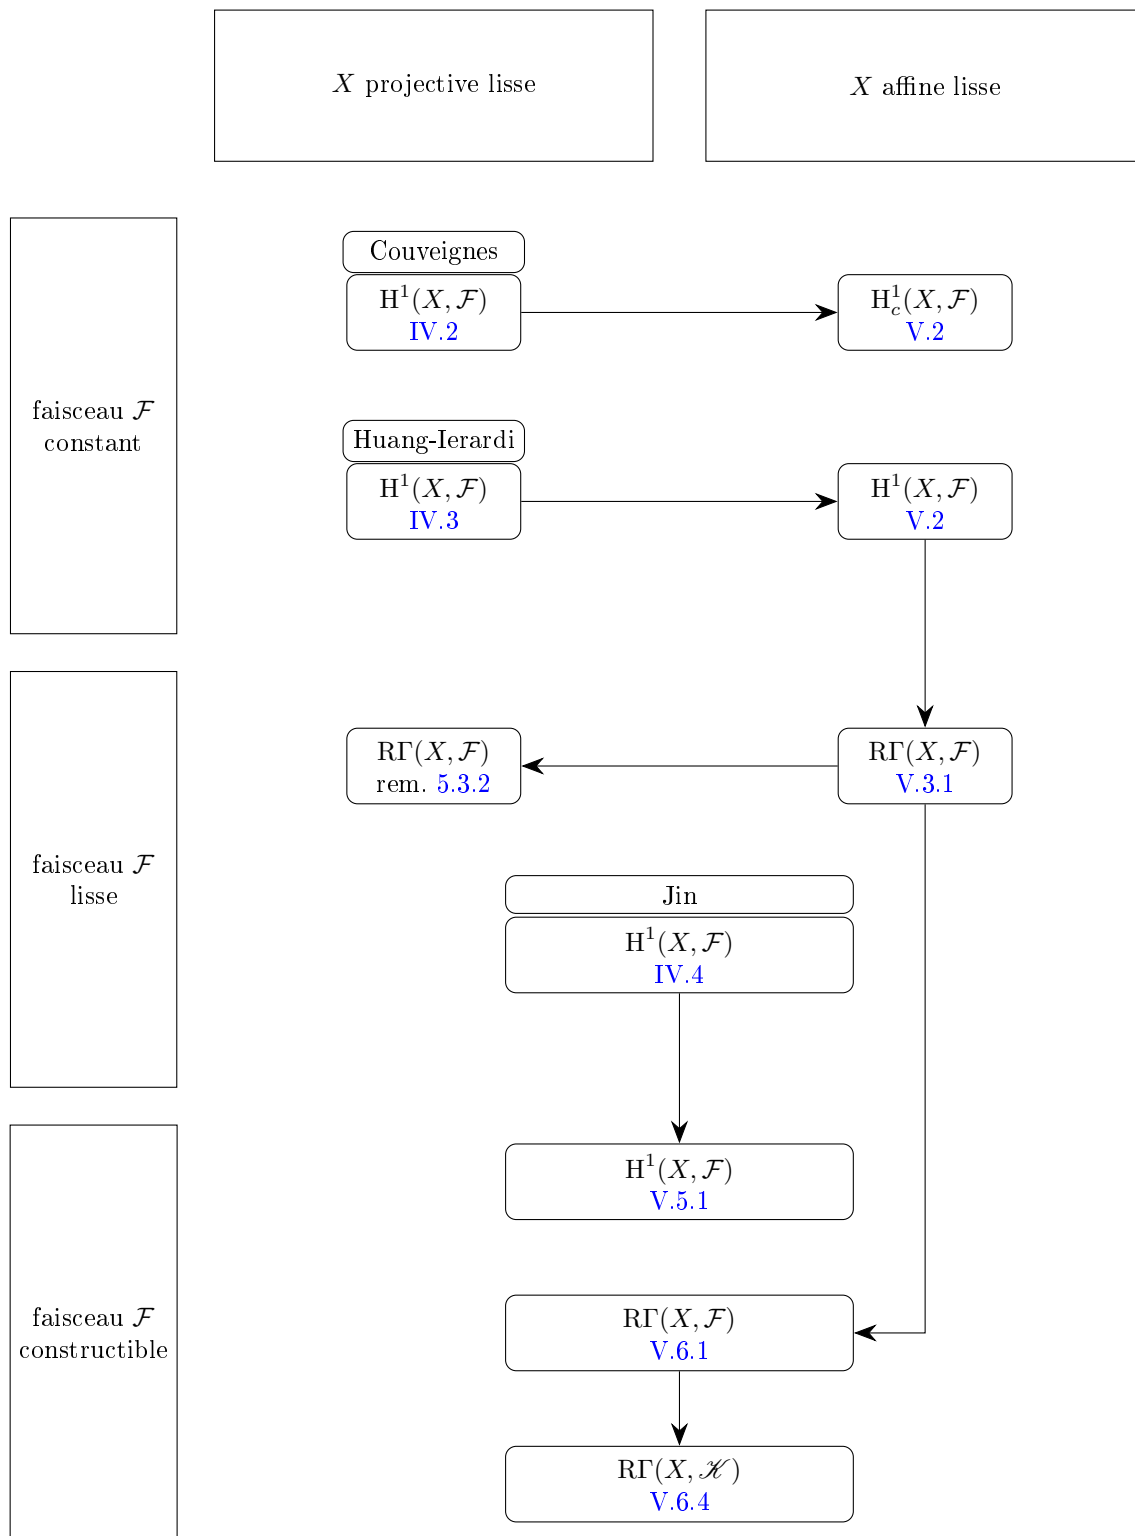 X projective lisse
X affine lisse
faisceau ℱ
constant
Couveignes
H¹(X, ℱ)
IV.2
H¹_c(X, ℱ)
V.2
Huang-Ierardi
H¹(X, ℱ)
IV.3
H¹(X, ℱ)
V.2
faisceau ℱ
lisse
RΓ(X, ℱ)
rem. 5.3.2
RΓ(X, ℱ)
V.3.1
Jin
H¹(X, ℱ)
IV.4
faisceau ℱ
constructible
H¹(X, ℱ)
V.5.1
RΓ(X, ℱ)
V.6.1
RΓ(X, 𝒦)
V.6.4